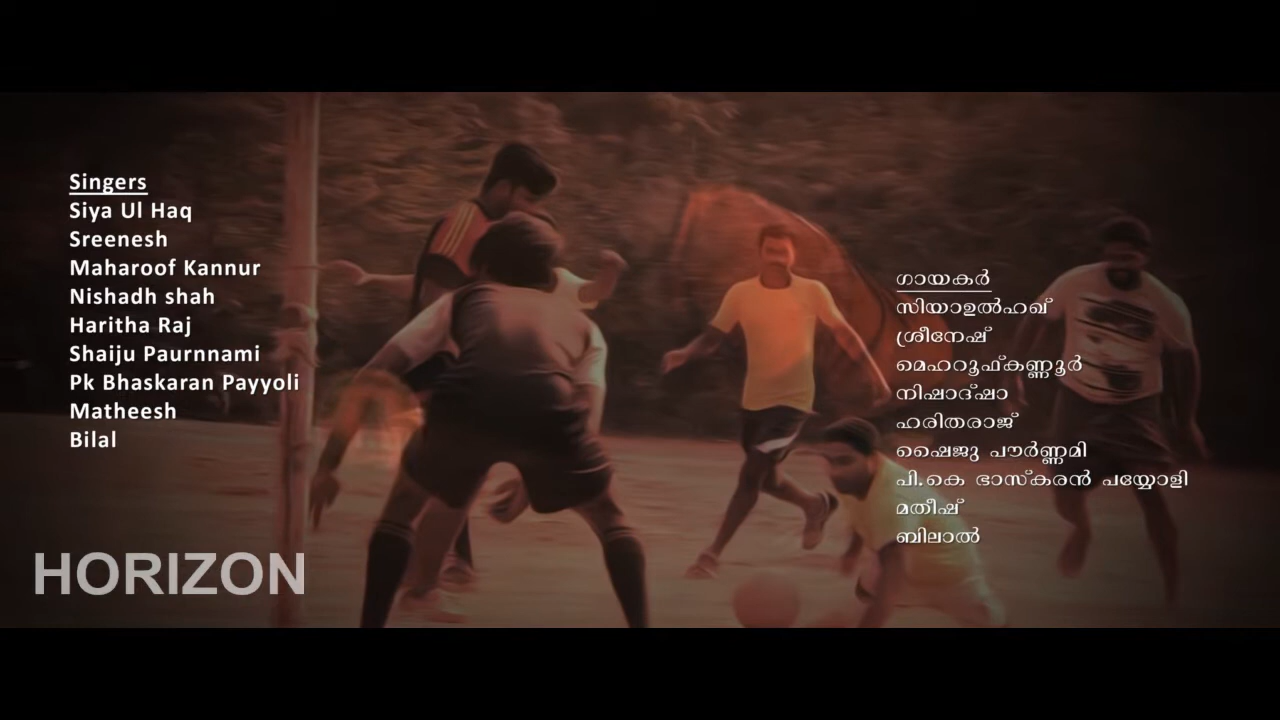 Singers
Siya Ul Haq
Sreenesh
Maharoof Kannur
Nishadh shah
Haritha Raj
Shaiju Paurnnami
Pk Bhaskaran Payyoli
Matheesh
Bilal
ഗായകർ
സിയാഉൽഹഖ്
ശ്രീനേഷ്
മെഹറൂഫ്കണ്ണൂർ
നിഷാദ്ഷാ
ഹരിതരാജ്
ഷൈജു പൗർണ്ണമി
പി.കെ ഭാസ്കരൻ പയ്യോളി
മതീഷ്
ബിലാൽ
HORIZON